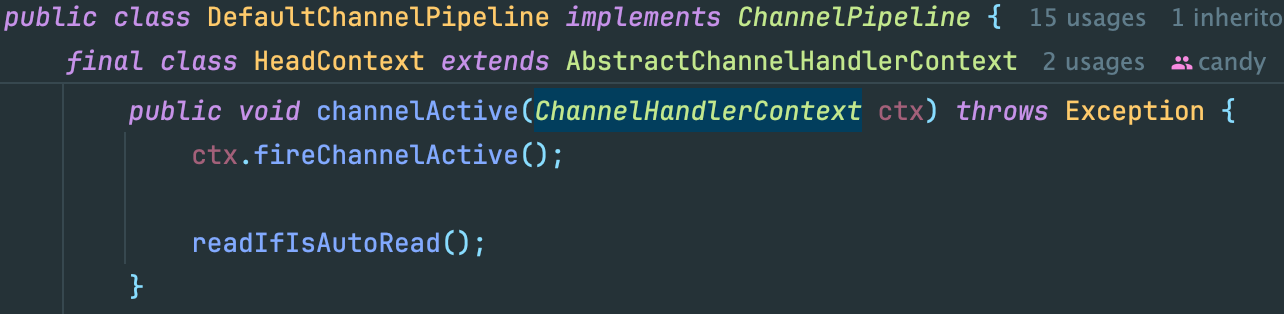 public class DefaultChannelPipeline implements ChannelPipeline { 15 usages 1 inherito
final class HeadContext extends AbstractChannelHandlerContext 2 usages candy
public void channelActive(ChannelHandlerContext ctx) throws Exception {
ctx.fireChannelActive();
readIfIsAutoRead();
}